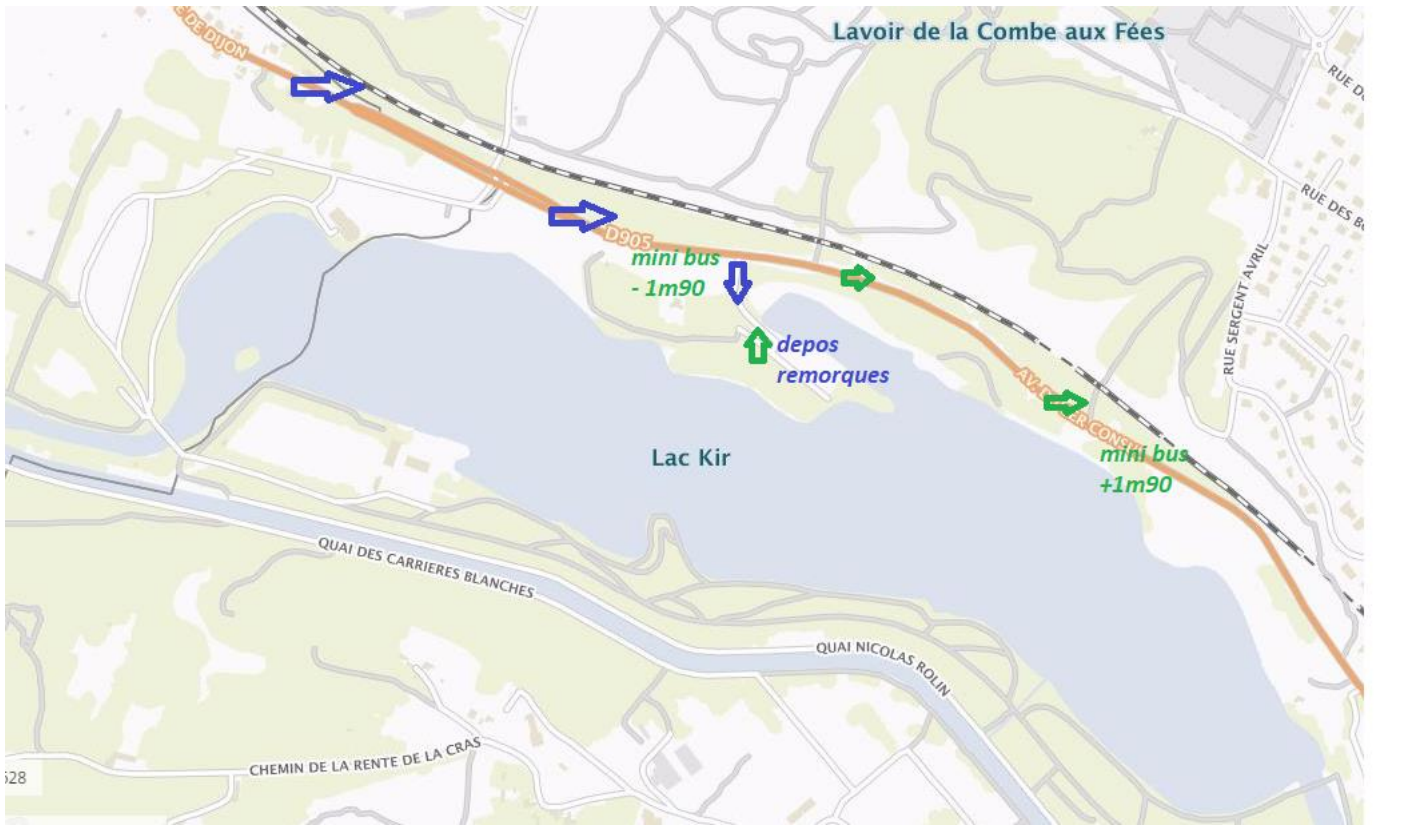 Lavoir de la Combe aux Fées
E DE DIJON
RUE D
RUE DES B
D905
mini bus
- 1m90
RUE SERGENT AVRIL
depos
remorques
AV. D
ER CONSU
mini bus
+1m90
Lac Kir
QUAI DES CARRIERES BLANCHES
QUAI NICOLAS ROLIN
CHEMIN DE LA RENTE DE LA CRAS
528